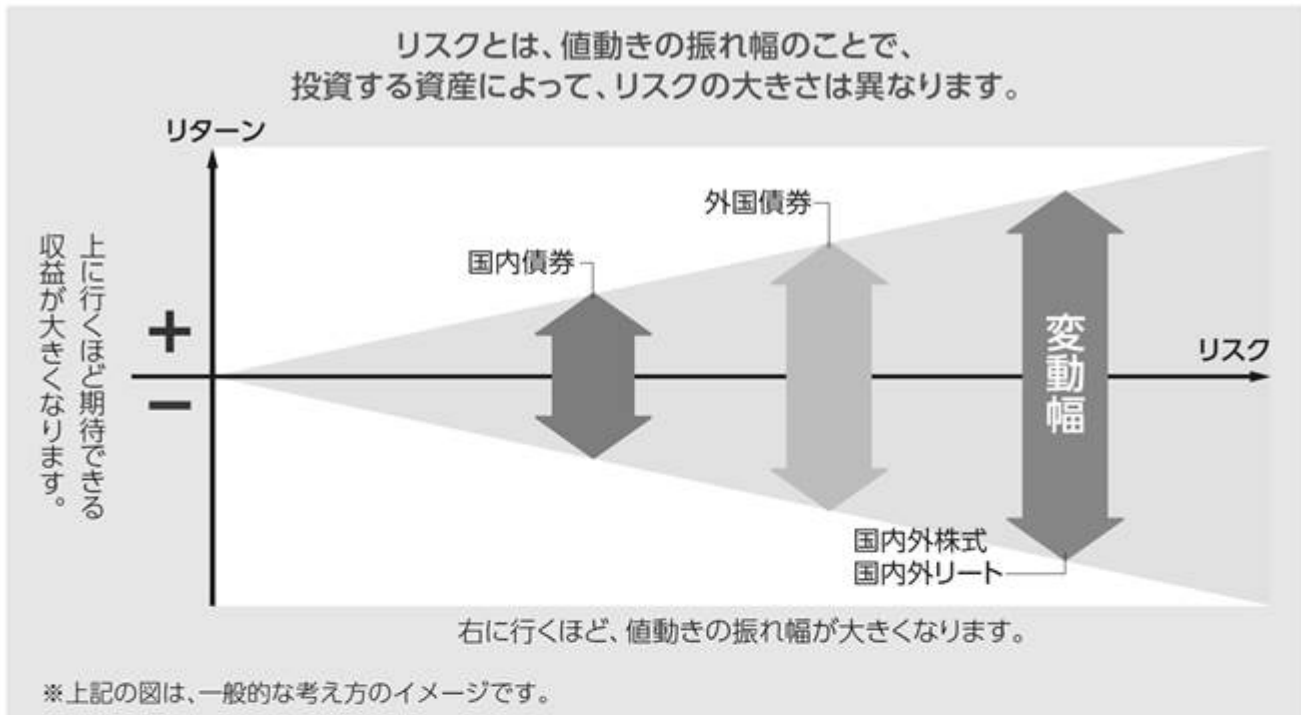 リスクとは、値動きの振れ幅のことで、
投資する資産によって、リスクの大きさは異なります。
リターン
上に行くほど期待できる
収益が大きくなります。
+
−
国内債券
外国債券
変動幅
リスク
国内外株式
国内外リート
右に行くほど、値動きの振れ幅が大きくなります。
※上記の図は、一般的な考え方のイメージです。